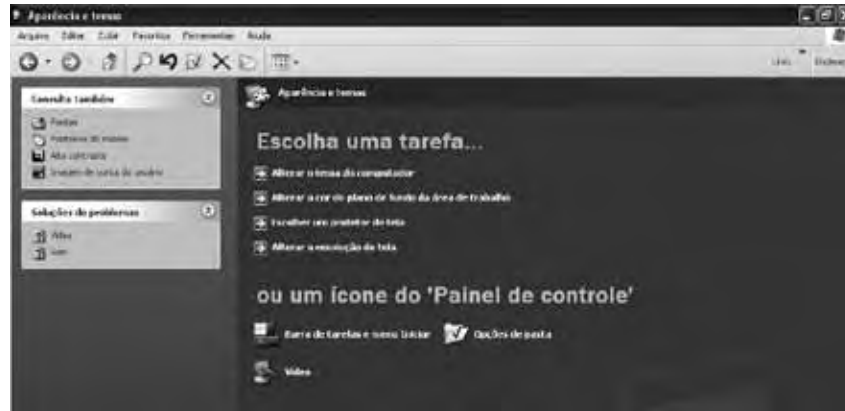 Aparência e temas
Arquivo Editar Exibir Favoritos Ferramentas Ajuda
Consulte também
Fontes
Ponteiros do mouse
Alto contraste
Imagem de conta do usuário
Soluções de problemas
Vídeo
Som
Aparência e temas
Escolha uma tarefa...
Alterar o tema do computador
Alterar a cor do plano de fundo da área de trabalho
Escolher um protetor de tela
Alterar a resolução da tela
ou um ícone do 'Painel de controle'
Barra de tarefas e menu Iniciar Opções de pasta
Vídeo